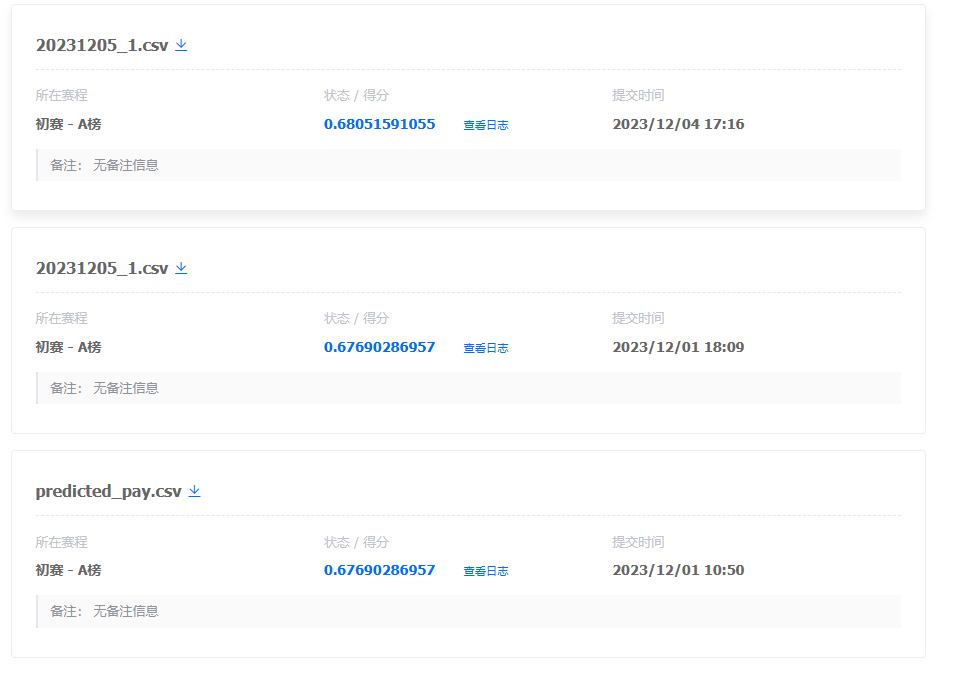 20231205_1.csv
所在赛程 状态 / 得分 提交时间
初赛 - A榜 0.68051591055 查看日志 2023/12/04 17:16
备注： 无备注信息
20231205_1.csv
所在赛程 状态 / 得分 提交时间
初赛 - A榜 0.67690286957 查看日志 2023/12/01 18:09
备注： 无备注信息
predicted_pay.csv
所在赛程 状态 / 得分 提交时间
初赛 - A榜 0.67690286957 查看日志 2023/12/01 10:50
备注： 无备注信息